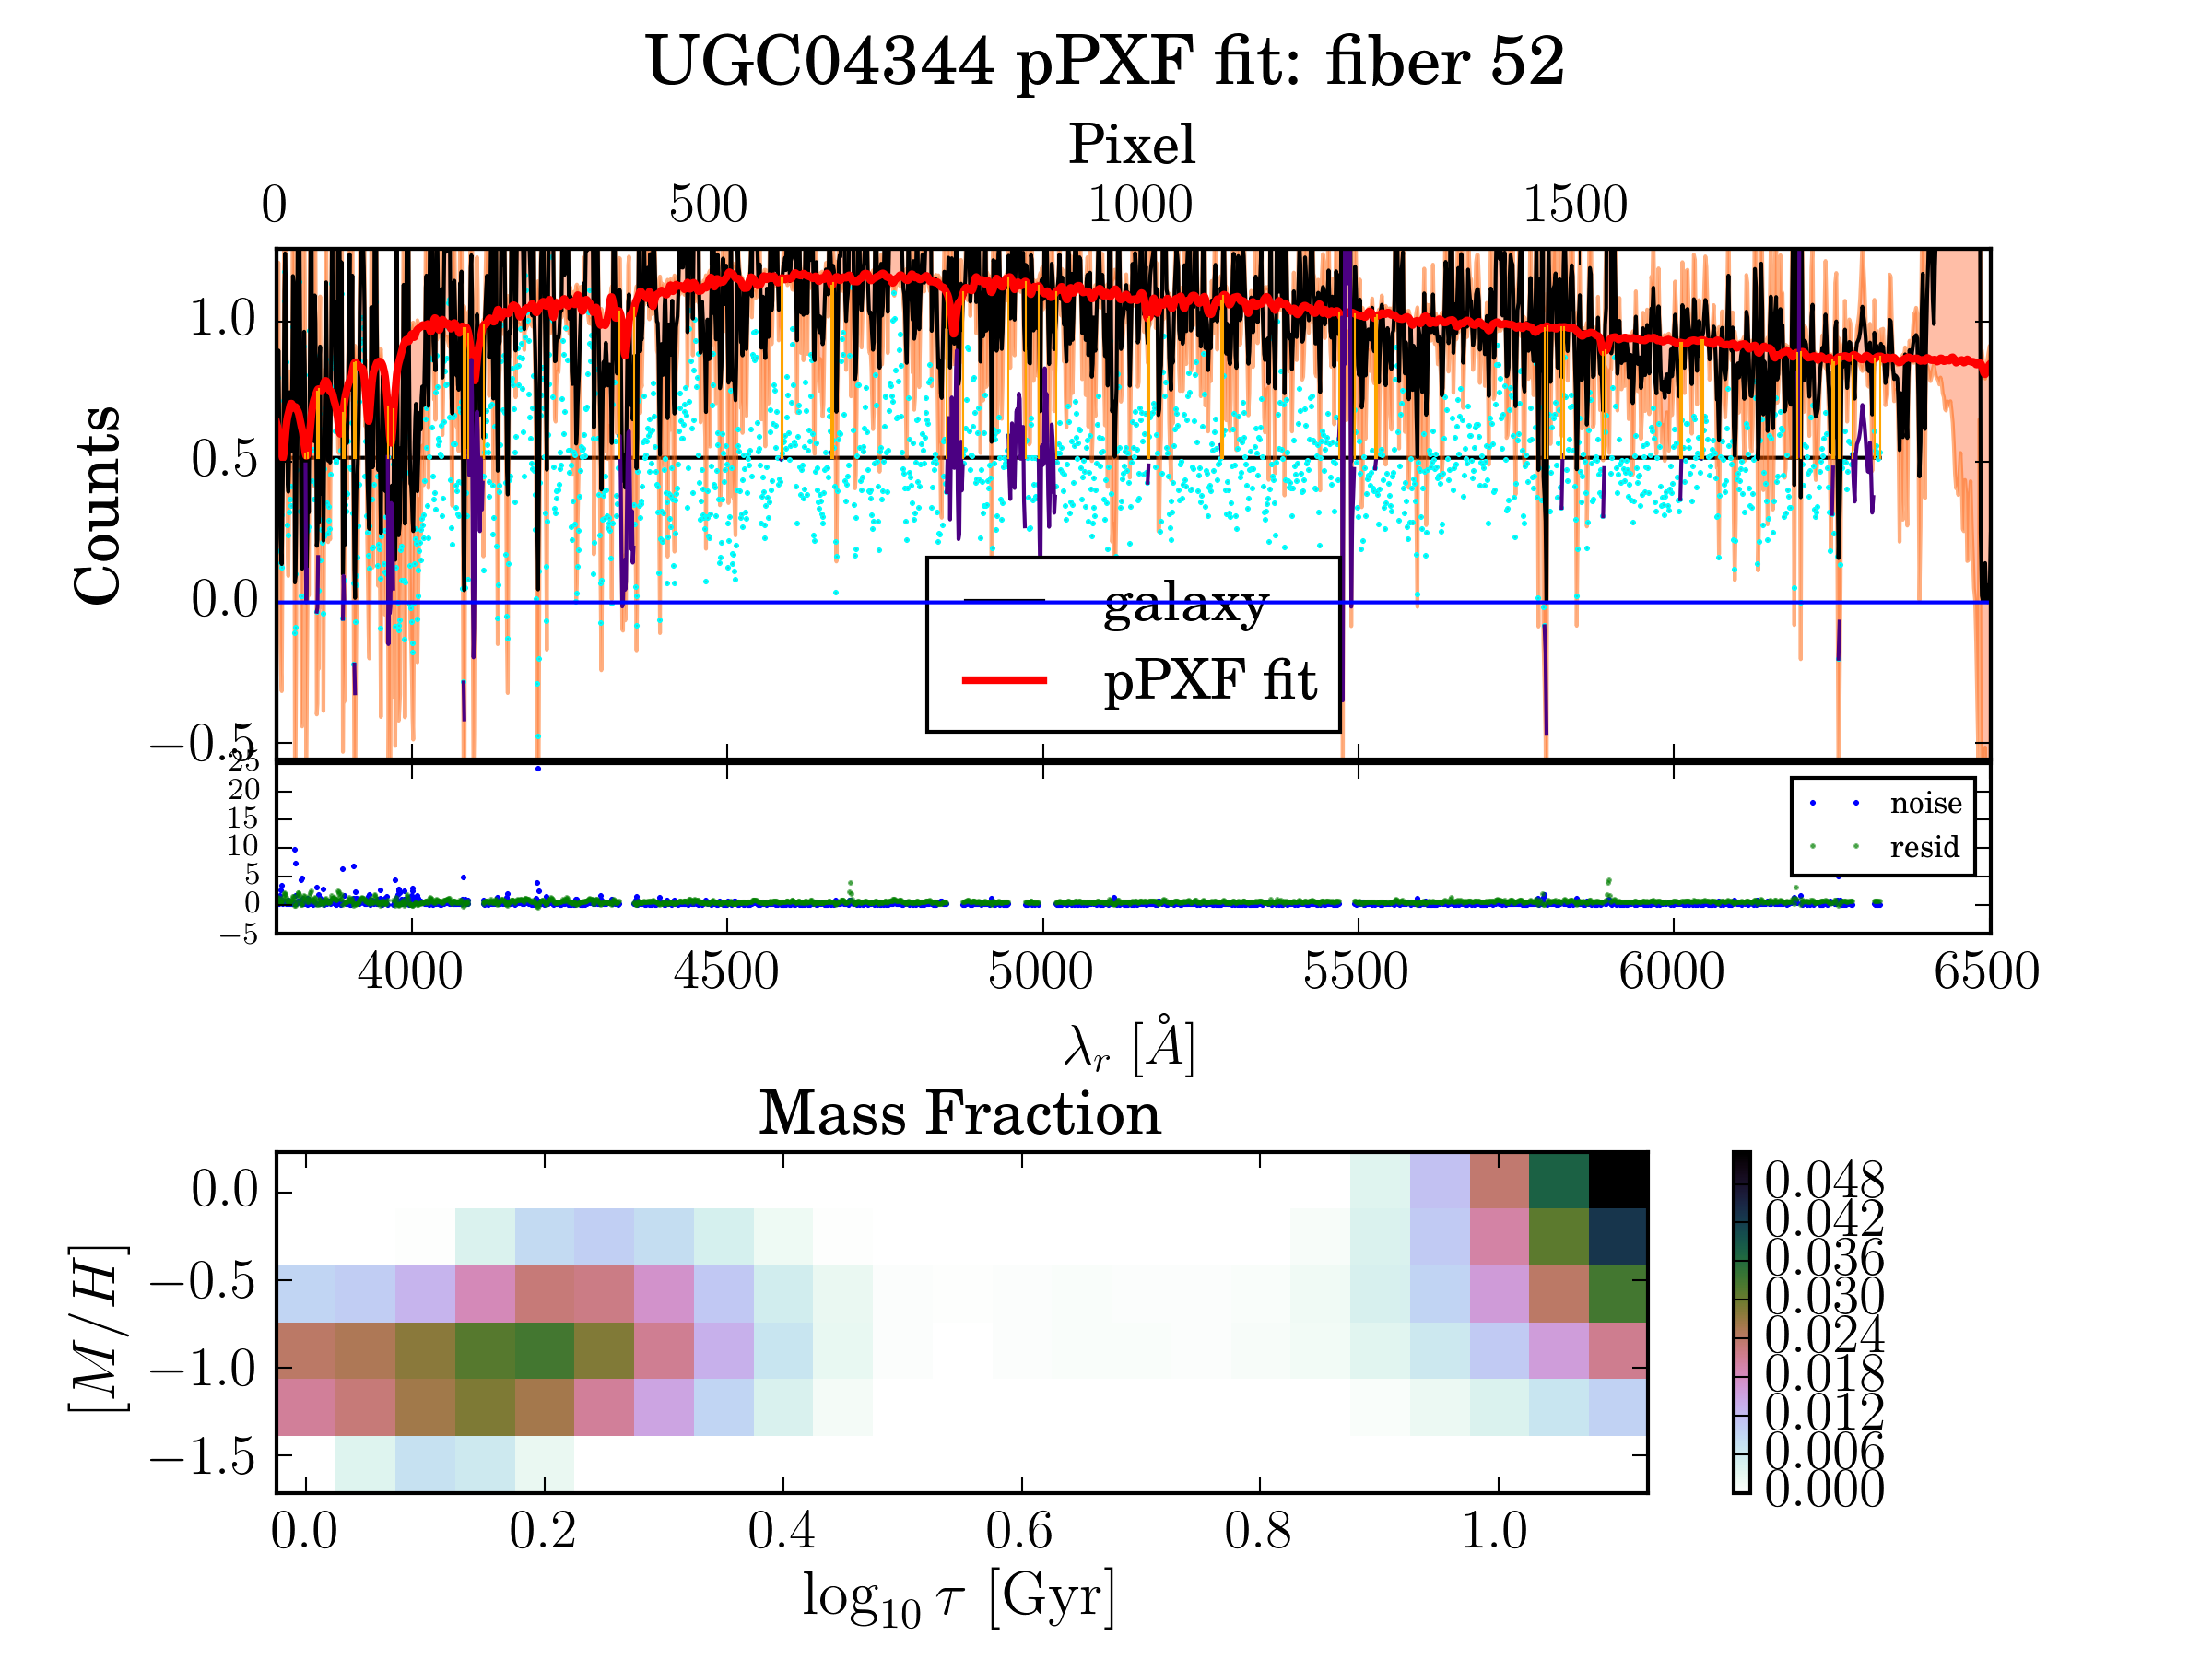 UGC04344 pPXF fit: fiber 52
Pixel
0 500 1000 1500
1.0
0.5
0.0
−0.5
Counts
galaxy
pPXF fit
25
20
15
10
5
0
−5
noise
resid
4000 4500 5000 5500 6000 6500
λr [Å]
Mass Fraction
0.0
−0.5
−1.0
−1.5
[M/H]
0.048
0.042
0.036
0.030
0.024
0.018
0.012
0.006
0.000
0.0 0.2 0.4 0.6 0.8 1.0
log10 τ [Gyr]